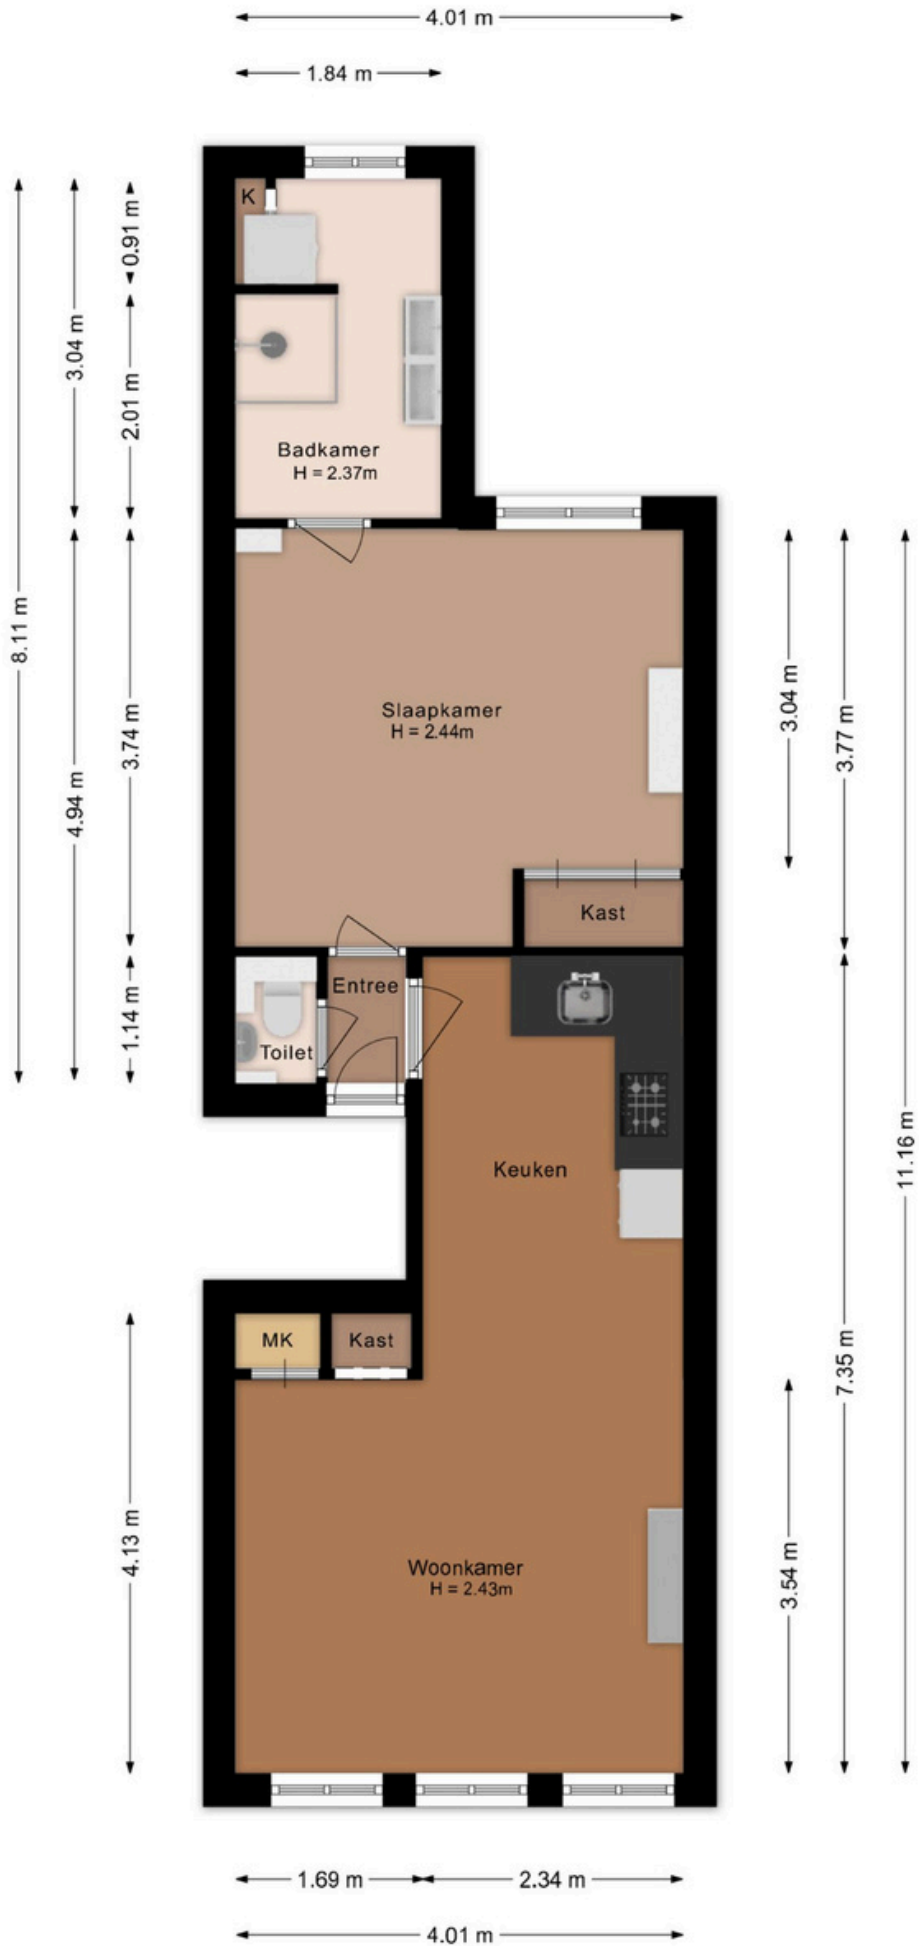 4.01 m
1.84 m
K
0.91 m
3.04 m
2.01 m
Badkamer
H = 2.37m
8.11 m
4.94 m
3.74 m
Slaapkamer
H = 2.44m
3.04 m
3.77 m
Kast
1.14 m
Entree
Toilet
Keuken
11.16 m
MK
Kast
7.35 m
4.13 m
3.54 m
Woonkamer
H = 2.43m
1.69 m
2.34 m
4.01 m